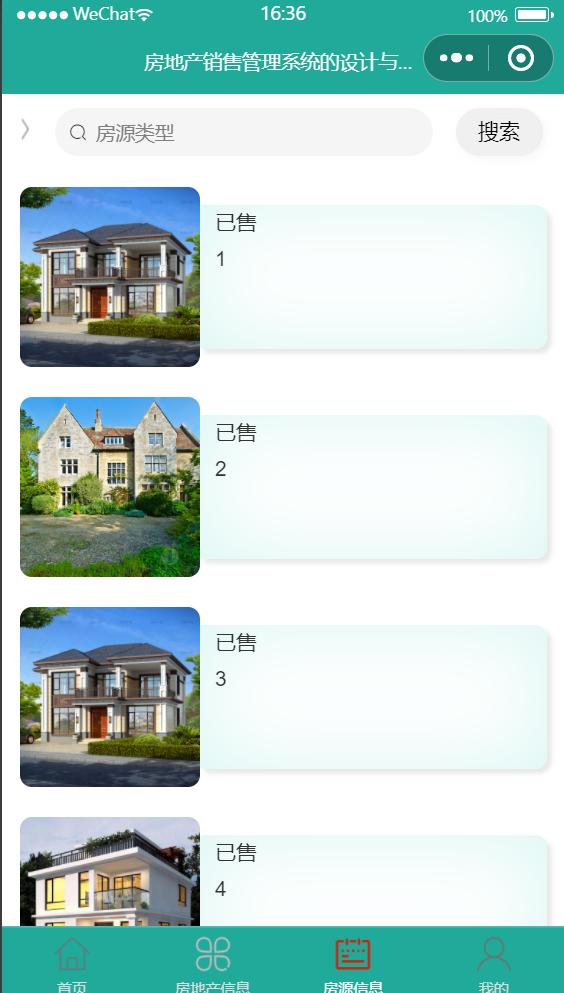 WeChat 16:36 100%
房地产销售管理系统的设计与...
房源类型 搜索
已售
1
已售
2
已售
3
已售
4
首页 房地产信息 房源信息 我的